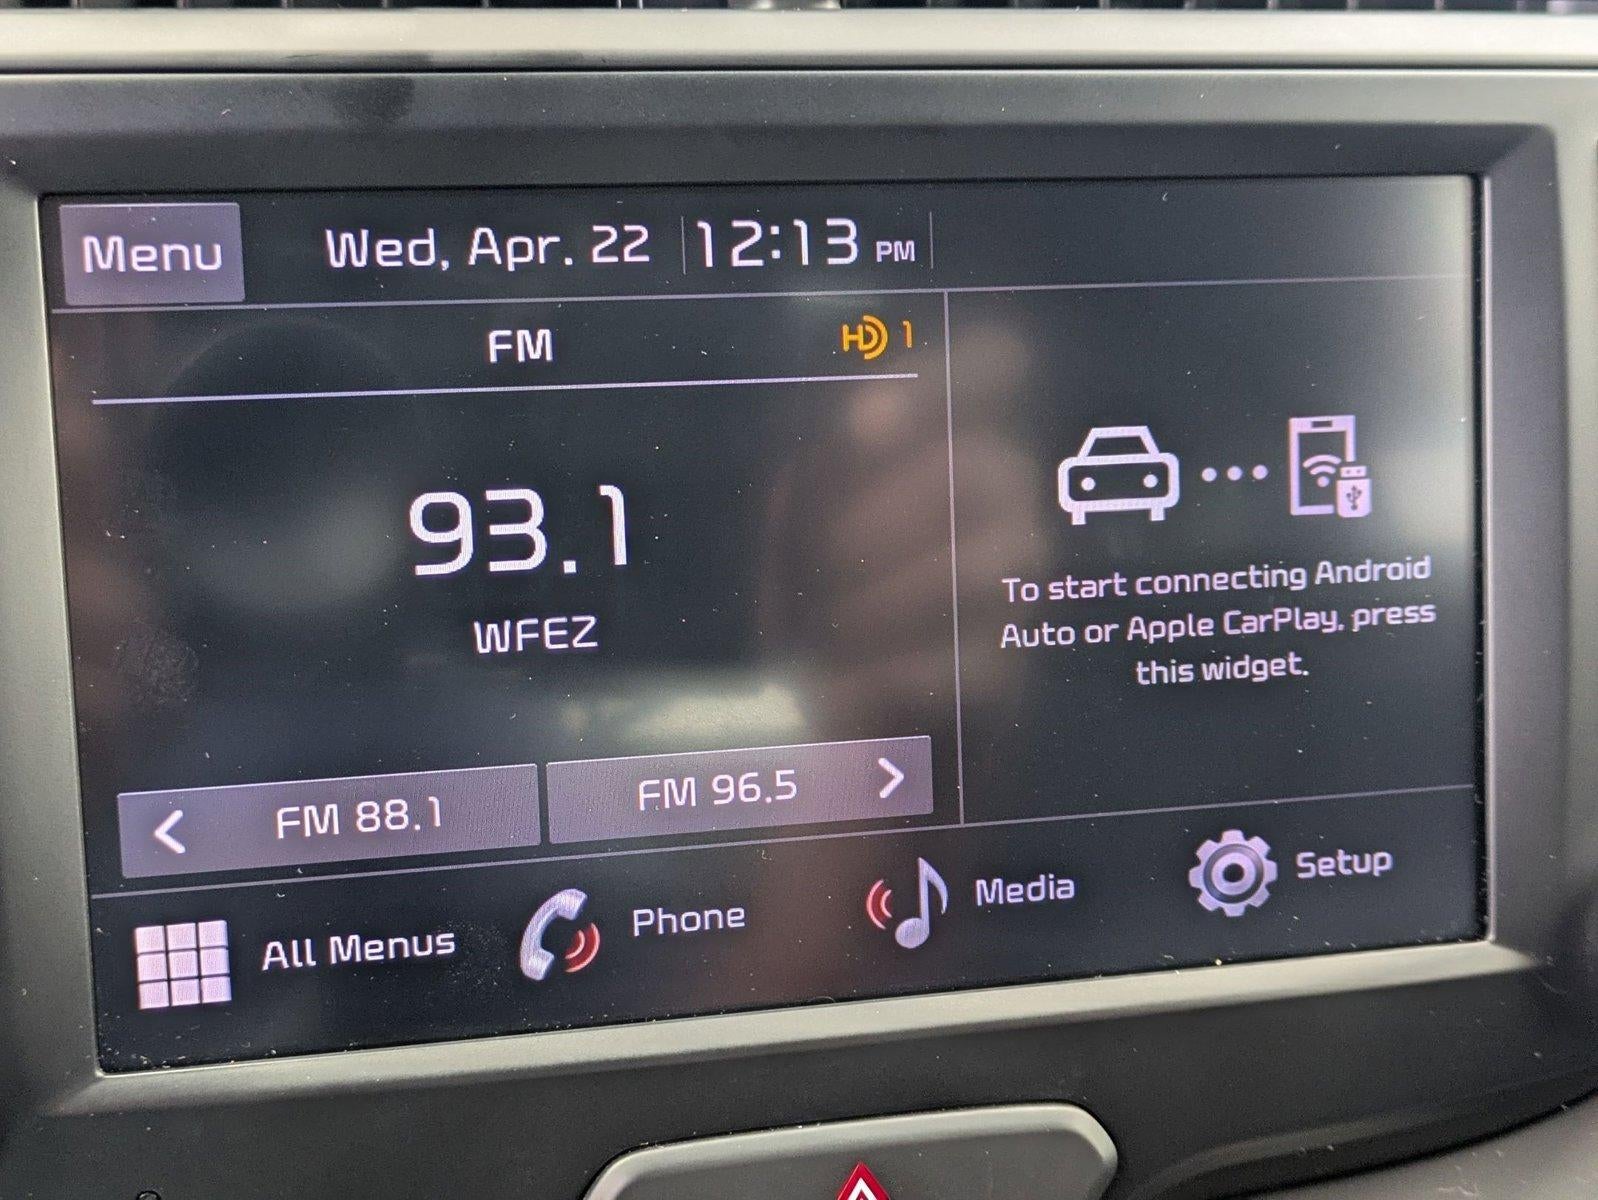 Menu
Wed, Apr. 22
12:13 PM
FM
HD 1
93.1
WFEZ
FM 88.1
FM 96.5
To start connecting Android
Auto or Apple CarPlay, press
this widget.
All Menus
Phone
Media
Setup